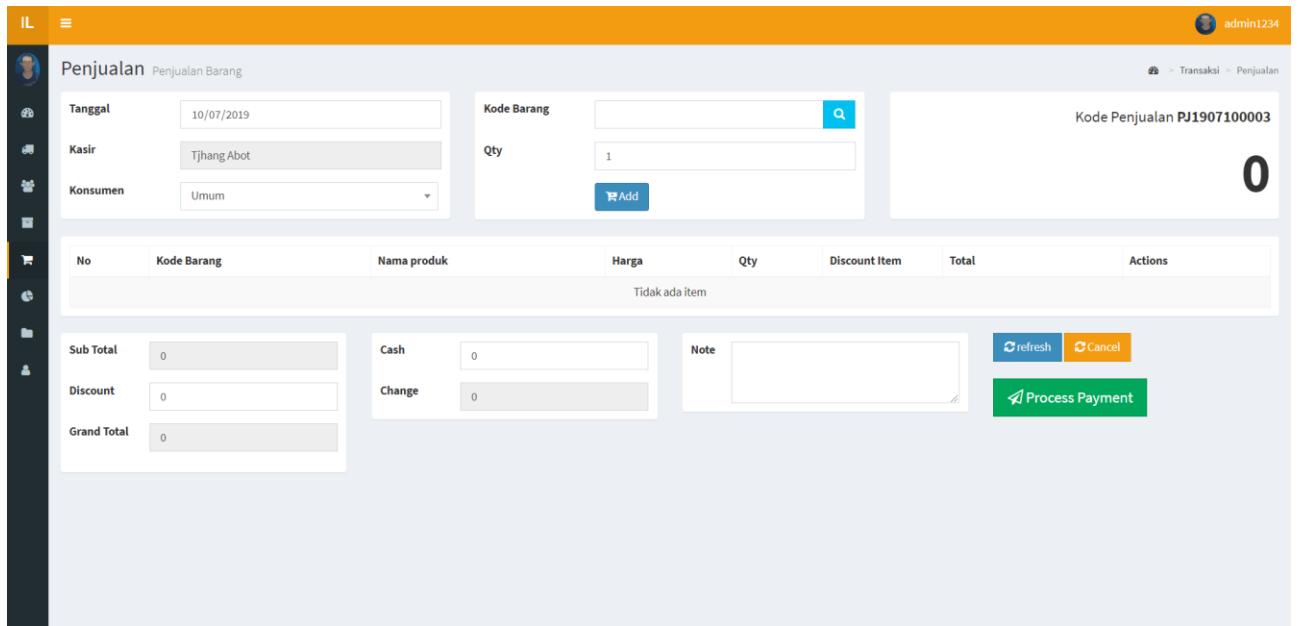 IL admin1234
Penjualan Penjualan Barang > Transaksi > Penjualan
Tanggal 10/07/2019
Kasir Tjhang Abot
Konsumen Umum
Kode Barang
Qty 1
Add
Kode Penjualan PJ1907100003
0
No Kode Barang Nama produk Harga Qty Discount Item Total Actions
Tidak ada item
Sub Total 0
Discount 0
Grand Total 0
Cash 0
Change 0
Note
refresh Cancel
Process Payment